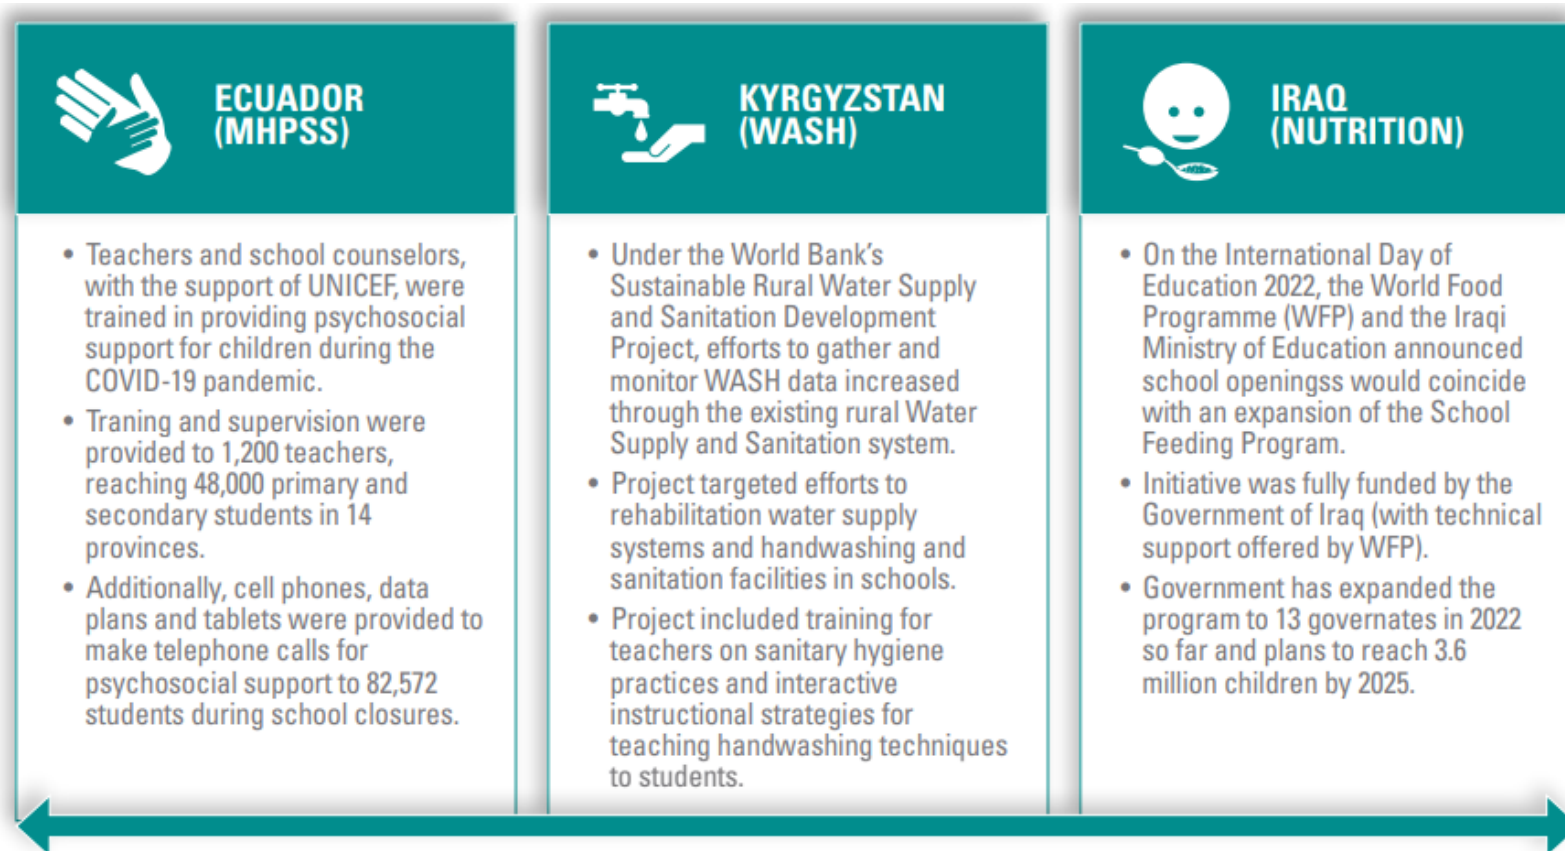 ECUADOR
(MHPSS)
• Teachers and school counselors,
with the support of UNICEF, were
trained in providing psychosocial
support for children during the
COVID-19 pandemic.
• Traning and supervision were
provided to 1,200 teachers,
reaching 48,000 primary and
secondary students in 14
provinces.
• Additionally, cell phones, data
plans and tablets were provided to
make telephone calls for
psychosocial support to 82,572
students during school closures.
KYRGYZSTAN
(WASH)
• Under the World Bank's
Sustainable Rural Water Supply
and Sanitation Development
Project, efforts to gather and
monitor WASH data increased
through the existing rural Water
Supply and Sanitation system.
• Project targeted efforts to
rehabilitation water supply
systems and handwashing and
sanitation facilities in schools.
• Project included training for
teachers on sanitary hygiene
practices and interactive
instructional strategies for
teaching handwashing techniques
to students.
IRAQ
(NUTRITION)
• On the International Day of
Education 2022, the World Food
Programme (WFP) and the Iraqi
Ministry of Education announced
school openingss would coincide
with an expansion of the School
Feeding Program.
• Initiative was fully funded by the
Government of Iraq (with technical
support offered by WFP).
• Government has expanded the
program to 13 governates in 2022
so far and plans to reach 3.6
million children by 2025.